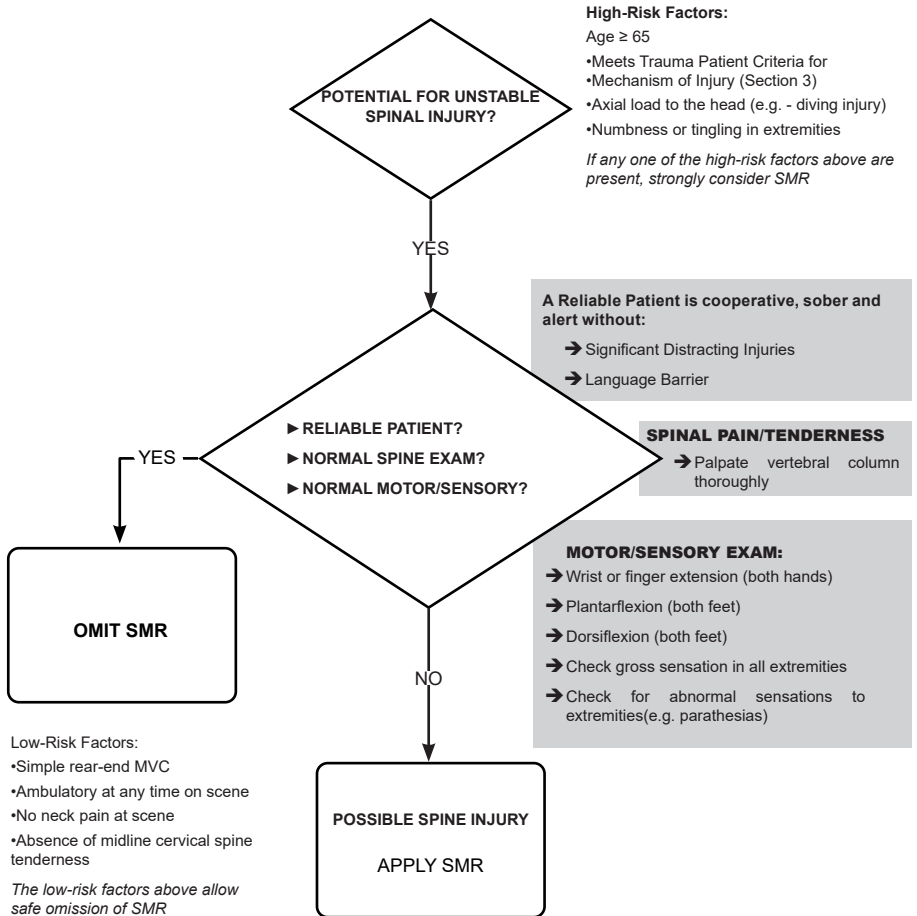 High-Risk Factors:
Age ≥ 65
•Meets Trauma Patient Criteria for
•Mechanism of Injury (Section 3)
•Axial load to the head (e.g. - diving injury)
•Numbness or tingling in extremities
If any one of the high-risk factors above are
present, strongly consider SMR
POTENTIAL FOR UNSTABLE
SPINAL INJURY?
YES
A Reliable Patient is cooperative, sober and
alert without:
➔ Significant Distracting Injuries
➔ Language Barrier
►RELIABLE PATIENT?
►NORMAL SPINE EXAM?
►NORMAL MOTOR/SENSORY?
SPINAL PAIN/TENDERNESS
➔ Palpate vertebral column
thoroughly
YES
MOTOR/SENSORY EXAM:
➔ Wrist or finger extension (both hands)
➔ Plantarflexion (both feet)
➔ Dorsiflexion (both feet)
➔ Check gross sensation in all extremities
➔ Check for abnormal sensations to
extremities(e.g. parathesias)
OMIT SMR
NO
Low-Risk Factors:
•Simple rear-end MVC
•Ambulatory at any time on scene
•No neck pain at scene
•Absence of midline cervical spine
tenderness
The low-risk factors above allow
safe omission of SMR
POSSIBLE SPINE INJURY
APPLY SMR